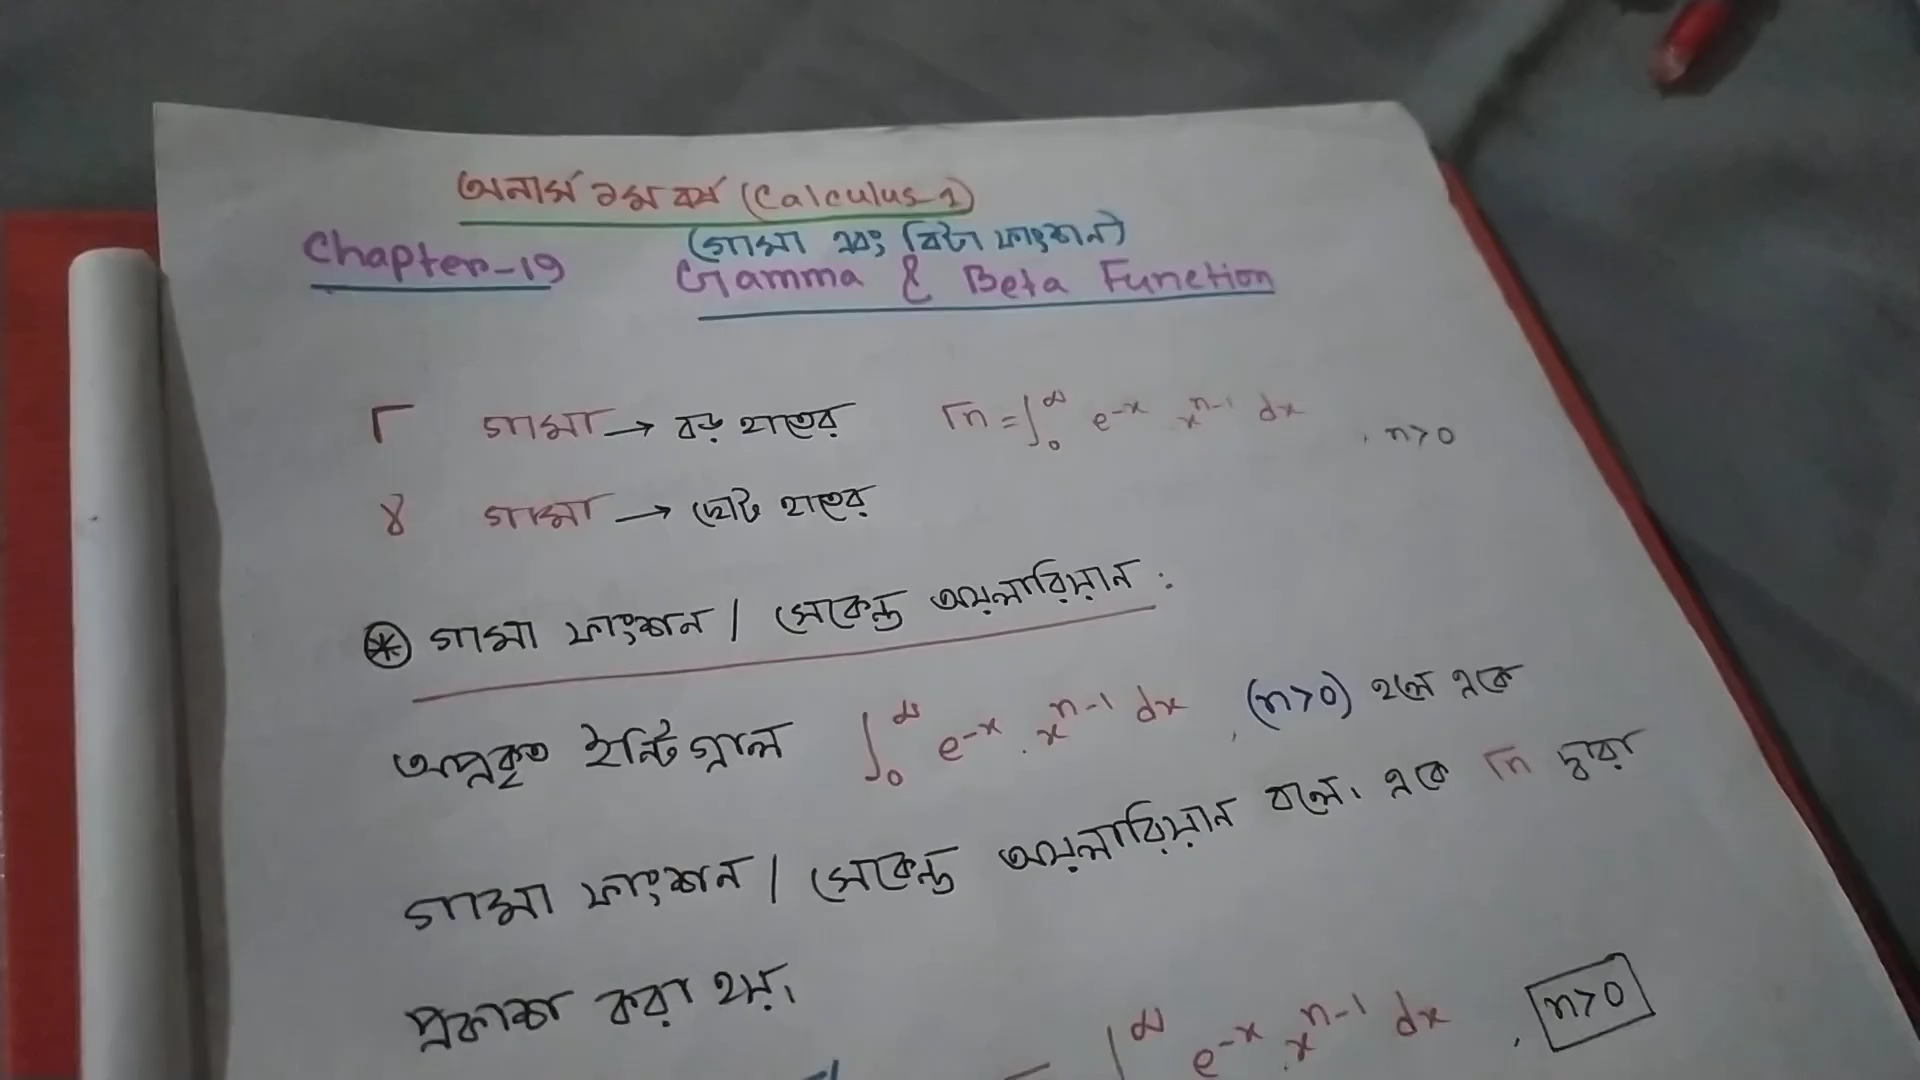 অনার্স ১ম বর্ষ (Calculus-1)
(গামা এবং বিটা ফাংশন)
Chapter-19 Gamma & Beta Function
Γ গামা → বড় হাতের Γn = ∫₀^∞ e^-x x^n-1 dx , n>0
γ গামা → ছোট হাতের
⊛ গামা ফাংশন / সেকেন্ড অয়লারিয়ান :
অপ্রকৃত ইন্টিগ্রাল ∫₀^∞ e^-x . x^n-1 dx , (n>0) হলে একে
গামা ফাংশন / সেকেন্ড অয়লারিয়ান বলে। একে Γn দ্বারা
প্রকাশ করা হয়।
= ∫^∞ e^-x . x^n-1 dx , n>0